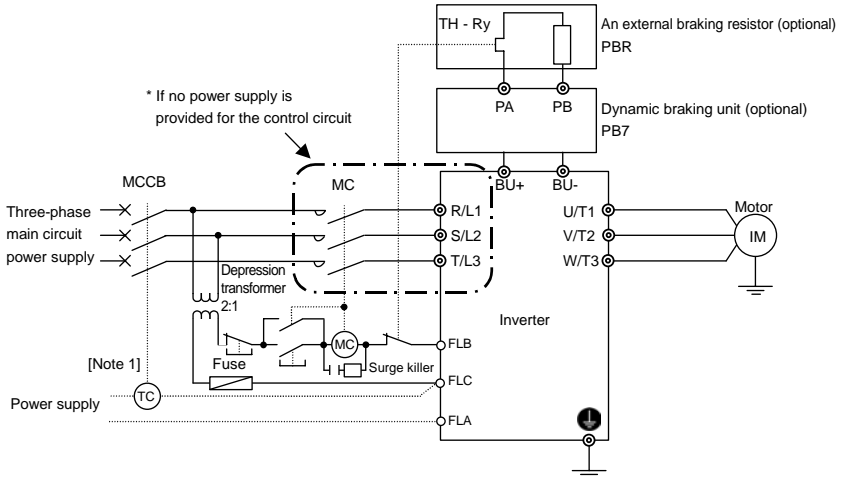 TH - Ry
An external braking resistor (optional)
PBR
PA
PB
Dynamic braking unit (optional)
PB7
* If no power supply is
provided for the control circuit
MCCB
MC
BU+
BU-
Three-phase
main circuit
power supply
R/L1
S/L2
T/L3
U/T1
V/T2
W/T3
Motor
IM
Depression
transformer
2:1
Inverter
MC
FLB
[Note 1]
Fuse
Surge killer
FLC
TC
Power supply
FLA